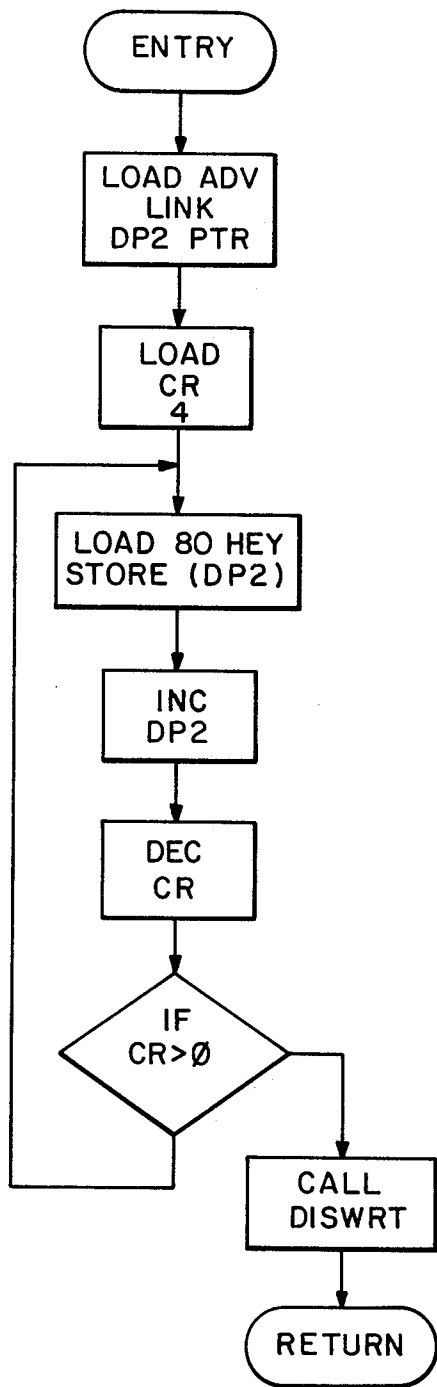 ENTRY
LOAD ADV
LINK
DP2 PTR
LOAD
CR
4
LOAD 80 HEY
STORE (DP2)
INC
DP2
DEC
CR
IF
CR>Ø
CALL
DISWRT
RETURN